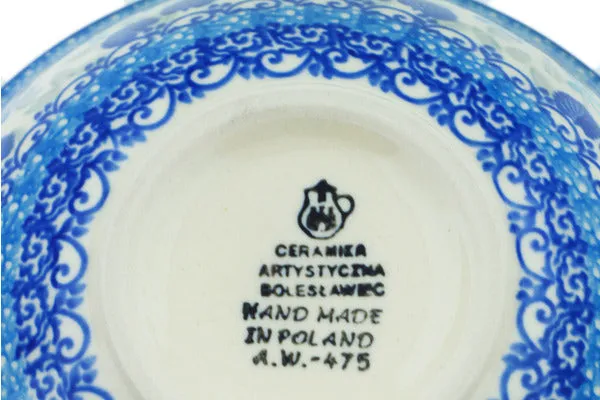 CERAMIKA
ARTYSTYCZNA
BOLESŁAWIEC
HAND MADE
IN POLAND
A.W.-475